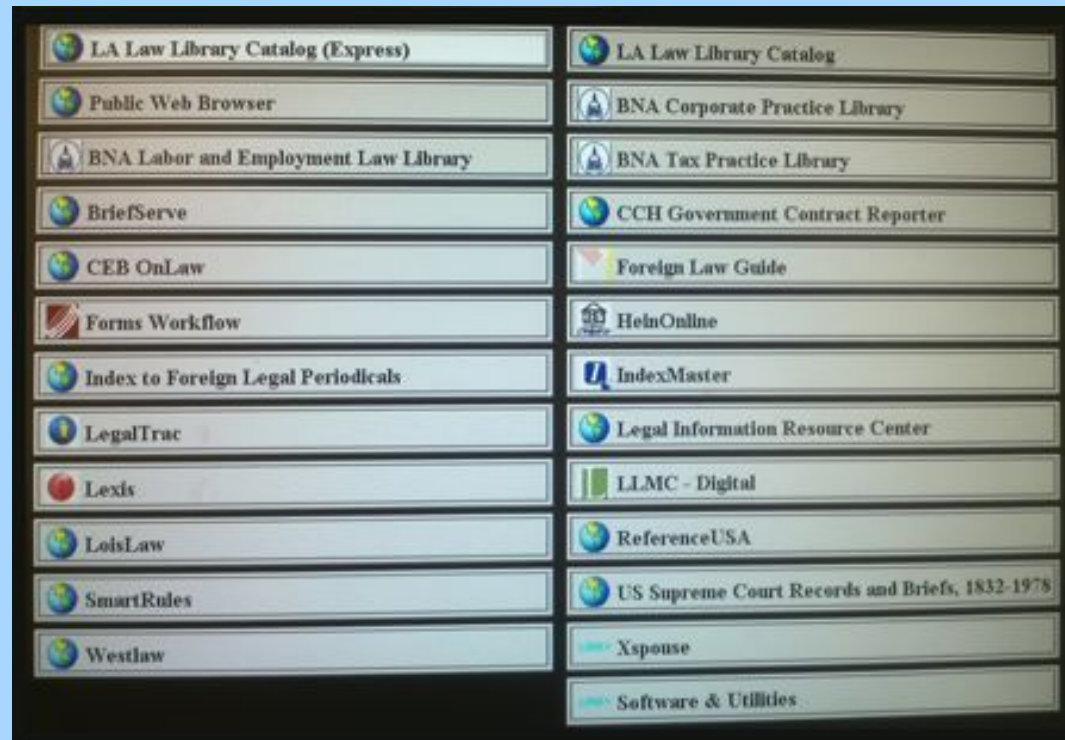 LA Law Library Catalog (Express)
Public Web Browser
BNA Labor and Employment Law Library
BriefServe
CEB OnLaw
Forms Workflow
Index to Foreign Legal Periodicals
LegalTrac
Lexis
LoisLaw
SmartRules
Westlaw
LA Law Library Catalog
BNA Corporate Practice Library
BNA Tax Practice Library
CCH Government Contract Reporter
Foreign Law Guide
HeinOnline
IndexMaster
Legal Information Resource Center
LLMC - Digital
ReferenceUSA
US Supreme Court Records and Briefs, 1832-1978
Xspouse
Software & Utilities